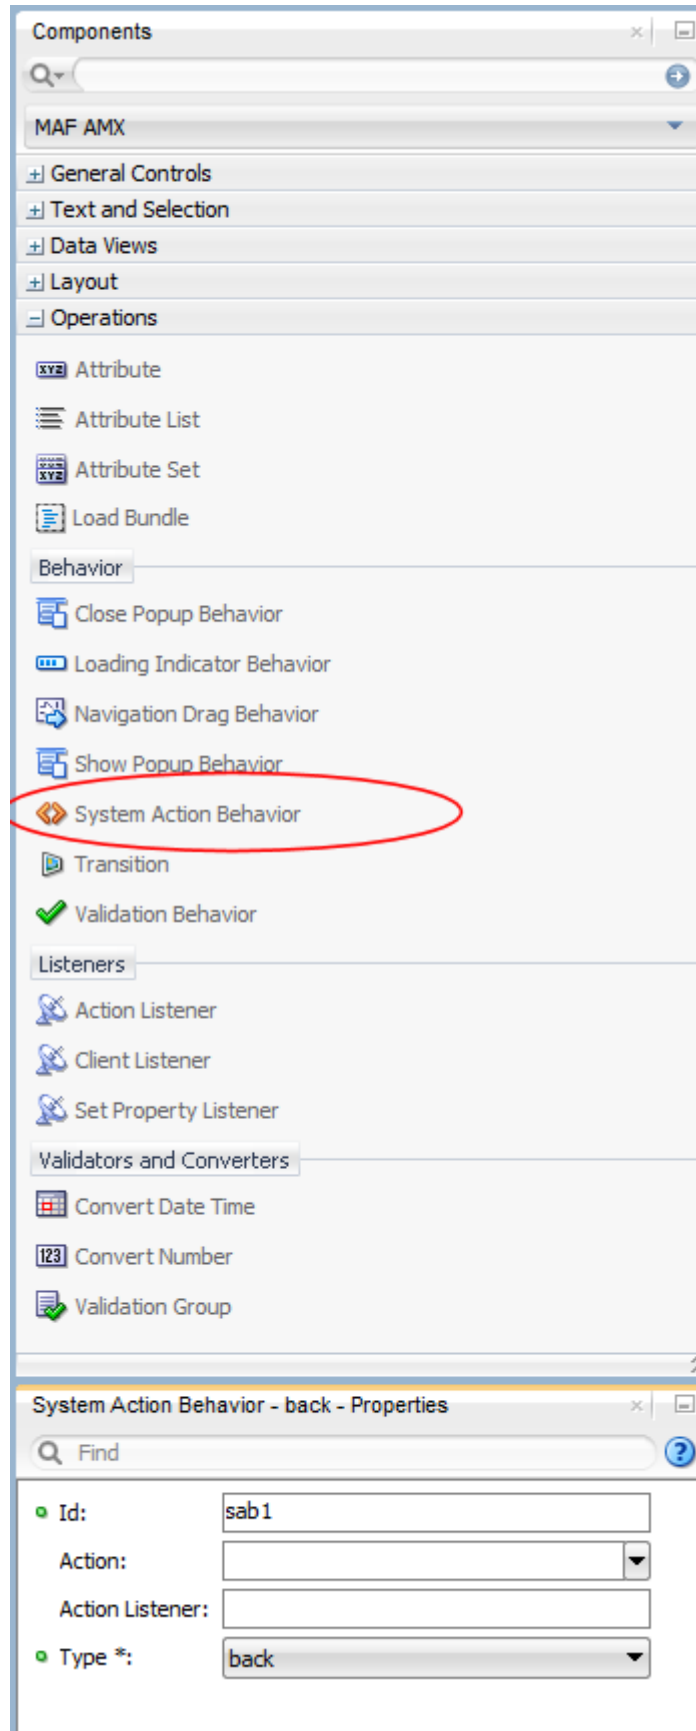 Components
MAF AMX
General Controls
Text and Selection
Data Views
Layout
Operations
XYZ Attribute
Attribute List
XYZ Attribute Set
Load Bundle
Behavior
Close Popup Behavior
Loading Indicator Behavior
Navigation Drag Behavior
Show Popup Behavior
System Action Behavior
Transition
Validation Behavior
Listeners
Action Listener
Client Listener
Set Property Listener
Validators and Converters
Convert Date Time
123 Convert Number
Validation Group
System Action Behavior - back - Properties
Find
Id: sab1
Action:
Action Listener:
Type *: back